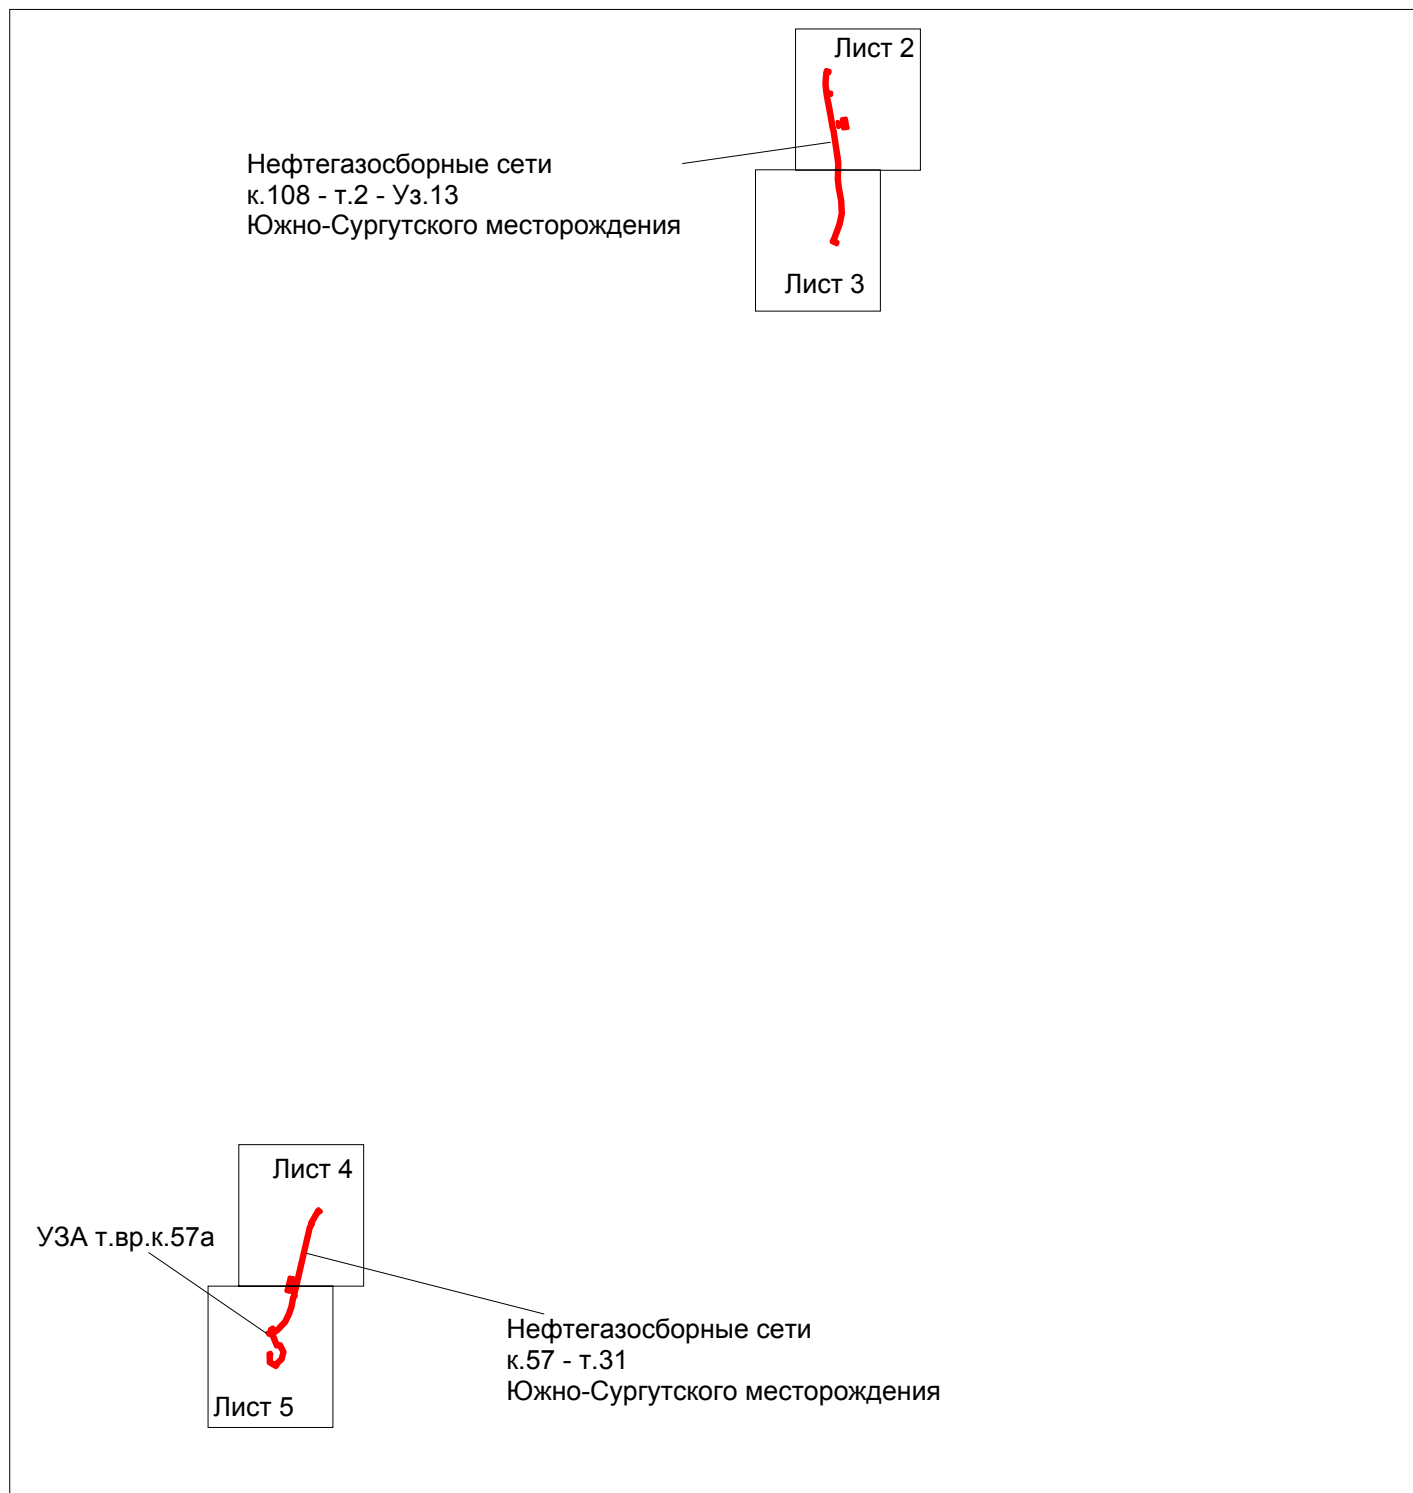 Лист 2
Нефтегазосборные сети
к.108 - т.2 - Уз.13
Южно-Сургутского месторождения
Лист 3
Лист 4
УЗА т.вр.к.57а
Нефтегазосборные сети
к.57 - т.31
Южно-Сургутского месторождения
Лист 5